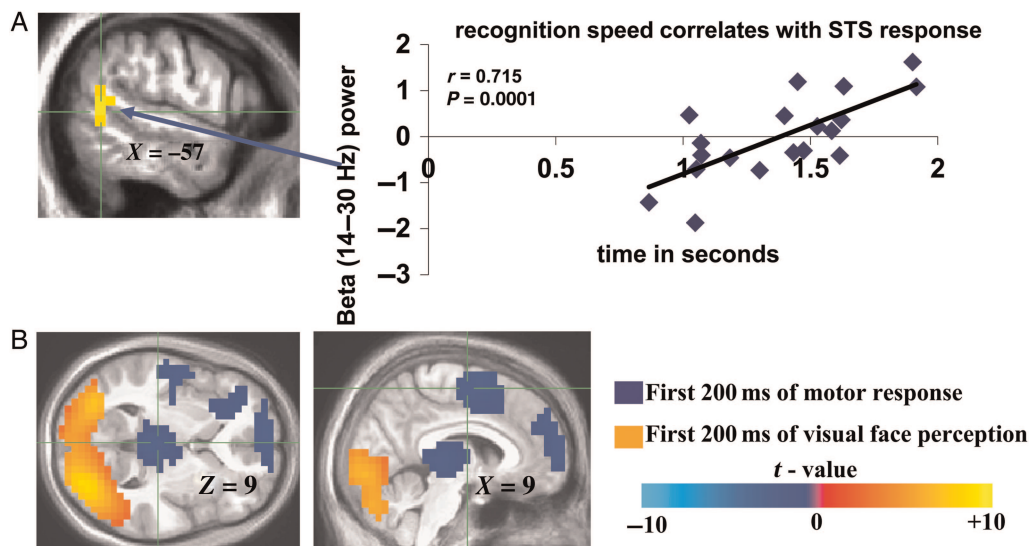 A
X = –57
recognition speed correlates with STS response
r = 0.715
P = 0.0001
Beta (14–30 Hz) power
2
1
0
–1
–2
–3
0 0.5 1 1.5 2
time in seconds
B
Z = 9
X = 9
First 200 ms of motor response
First 200 ms of visual face perception
t - value
–10 0 +10